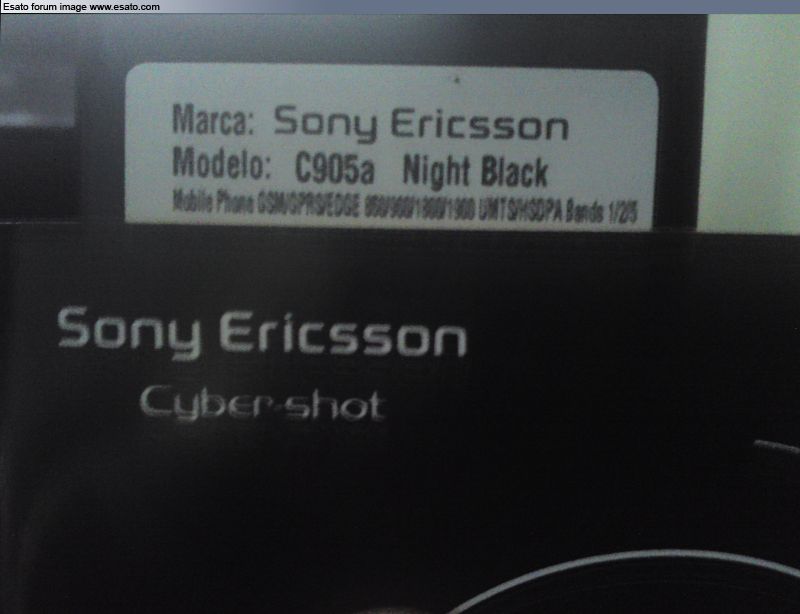 Esato forum image www.esato.com
Marca: Sony Ericsson
Modelo: C905a Night Black
Mobile Phone GSM/GPRS/EDGE 850/900/1800/1900 UMTS/HSDPA Bands 1/2/5
Sony Ericsson
Cyber-shot